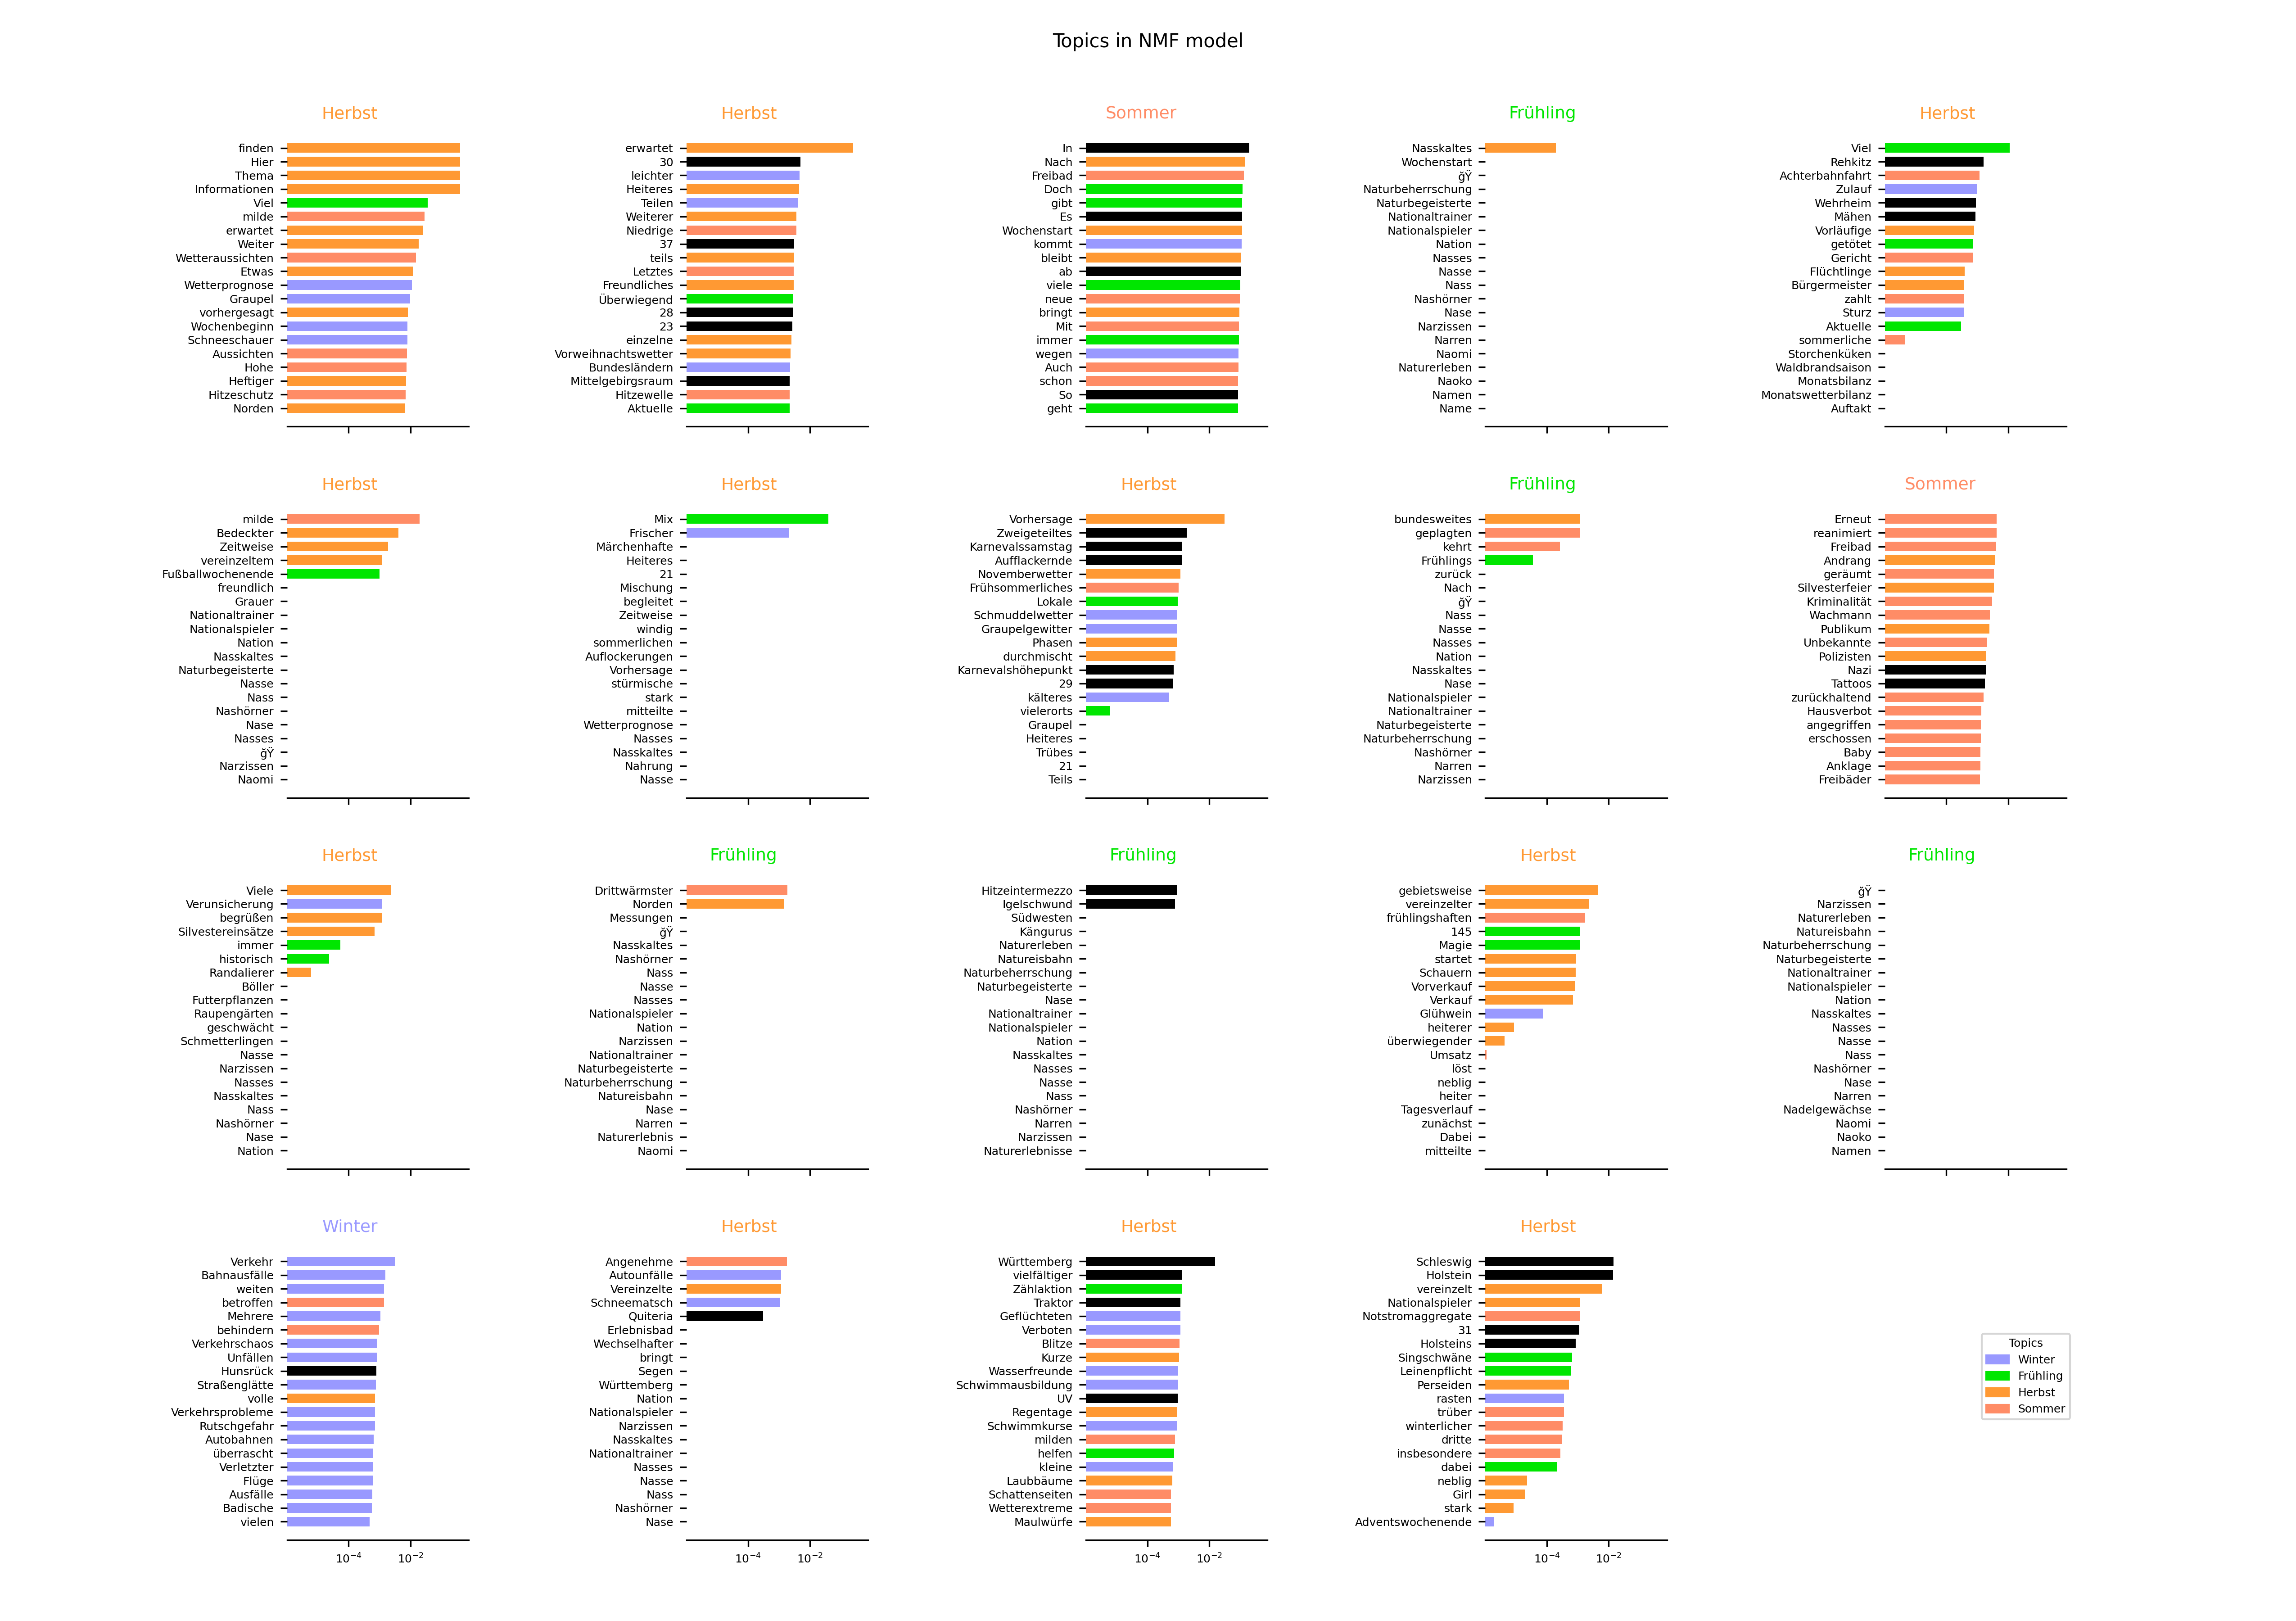 Topics in NMF model
Herbst
finden
Hier
Thema
Informationen
Viel
milde
erwartet
Weiter
Wetteraussichten
Etwas
Wetterprognose
Graupel
vorhergesagt
Wochenbeginn
Schneeschauer
Aussichten
Hohe
Heftiger
Hitzeschutz
Norden
Herbst
erwartet
30
leichter
Heiteres
Teilen
Weiterer
Niedrige
37
teils
Letztes
Freundliches
Überwiegend
28
23
einzelne
Vorweihnachtswetter
Bundesländern
Mittelgebirgsraum
Hitzewelle
Aktuelle
Sommer
In
Nach
Freibad
Doch
gibt
Es
Wochenstart
kommt
bleibt
ab
viele
neue
bringt
Mit
immer
wegen
Auch
schon
So
geht
Frühling
Nasskaltes
Wochenstart
ğŸ
Naturbeherrschung
Naturbegeisterte
Nationaltrainer
Nationalspieler
Nation
Nasses
Nasse
Nass
Nashörner
Nase
Narzissen
Narren
Naomi
Naturerleben
Naoko
Namen
Name
Herbst
Viel
Rehkitz
Achterbahnfahrt
Zulauf
Wehrheim
Mähen
Vorläufige
getötet
Gericht
Flüchtlinge
Bürgermeister
zahlt
Sturz
Aktuelle
sommerliche
Storchenküken
Waldbrandsaison
Monatsbilanz
Monatswetterbilanz
Auftakt
Herbst
milde
Bedeckter
Zeitweise
vereinzeltem
Fußballwochenende
freundlich
Grauer
Nationaltrainer
Nationalspieler
Nation
Nasskaltes
Naturbegeisterte
Nasse
Nass
Nashörner
Nase
Nasses
ğŸ
Narzissen
Naomi
Herbst
Mix
Frischer
Märchenhafte
Heiteres
21
Mischung
begleitet
Zeitweise
windig
sommerlichen
Auflockerungen
Vorhersage
stürmische
stark
mitteilte
Wetterprognose
Nasses
Nasskaltes
Nahrung
Nasse
Herbst
Vorhersage
Zweigeteiltes
Karnevalssamstag
Aufflackernde
Novemberwetter
Frühsommerliches
Lokale
Schmuddelwetter
Graupelgewitter
Phasen
durchmischt
Karnevalshöhepunkt
29
kälteres
vielerorts
Graupel
Heiteres
Trübes
21
Teils
Frühling
bundesweites
geplagten
kehrt
Frühlings
zurück
Nach
ğŸ
Nass
Nasse
Nasses
Nation
Nasskaltes
Nase
Nationalspieler
Nationaltrainer
Naturbegeisterte
Naturbeherrschung
Nashörner
Narren
Narzissen
Sommer
Erneut
reanimiert
Freibad
Andrang
geräumt
Silvesterfeier
Kriminalität
Wachmann
Publikum
Unbekannte
Polizisten
Nazi
Tattoos
zurückhaltend
Hausverbot
angegriffen
erschossen
Baby
Anklage
Freibäder
Herbst
Viele
Verunsicherung
begrüßen
Silvestereinsätze
immer
historisch
Randalierer
Böller
Futterpflanzen
Raupengärten
geschwächt
Schmetterlingen
Nasse
Narzissen
Nasses
Nasskaltes
Nass
Nashörner
Nase
Nation
Frühling
Drittwärmster
Norden
Messungen
ğŸ
Nasskaltes
Nashörner
Nass
Nasse
Nasses
Nationalspieler
Nation
Narzissen
Nationaltrainer
Naturbegeisterte
Naturbeherrschung
Natureisbahn
Nase
Narren
Naturerlebnis
Naomi
Frühling
Hitzeintermezzo
Igelschwund
Südwesten
Kängurus
Naturerleben
Natureisbahn
Naturbeherrschung
Naturbegeisterte
Nase
Nationaltrainer
Nationalspieler
Nation
Nasskaltes
Nasses
Nasse
Nass
Nashörner
Narren
Narzissen
Naturerlebnisse
Herbst
gebietsweise
vereinzelter
frühlingshaften
145
Magie
startet
Schauern
Vorverkauf
Verkauf
Glühwein
heiterer
überwiegender
Umsatz
löst
neblig
heiter
Tagesverlauf
zunächst
Dabei
mitteilte
Frühling
ğŸ
Narzissen
Naturerleben
Natureisbahn
Naturbeherrschung
Naturbegeisterte
Nationaltrainer
Nationalspieler
Nation
Nasskaltes
Nasses
Nasse
Nass
Nashörner
Nase
Narren
Nadelgewächse
Naomi
Naoko
Namen
Winter
Verkehr
Bahnausfälle
weiten
betroffen
Mehrere
behindern
Verkehrschaos
Unfällen
Hunsrück
Straßenglätte
volle
Verkehrsprobleme
Rutschgefahr
Autobahnen
überrascht
Verletzter
Flüge
Ausfälle
Badische
vielen
10⁻⁴ 10⁻²
Herbst
Angenehme
Autounfälle
Vereinzelte
Schneematsch
Quiteria
Erlebnisbad
Wechselhafter
bringt
Segen
Württemberg
Nation
Nationalspieler
Narzissen
Nasskaltes
Nationaltrainer
Nasses
Nasse
Nass
Nashörner
Nase
10⁻⁴ 10⁻²
Herbst
Württemberg
vielfältiger
Zählaktion
Traktor
Geflüchteten
Verboten
Blitze
Kurze
Wasserfreunde
Schwimmausbildung
UV
Regentage
Schwimmkurse
milden
helfen
kleine
Laubbäume
Schattenseiten
Wetterextreme
Maulwürfe
10⁻⁴ 10⁻²
Herbst
Schleswig
Holstein
vereinzelt
Nationalspieler
Notstromaggregate
31
Holsteins
Singschwäne
Leinenpflicht
Perseiden
rasten
trüber
winterlicher
dritte
insbesondere
dabei
neblig
Girl
stark
Adventswochenende
10⁻⁴ 10⁻²
Topics
Winter
Frühling
Herbst
Sommer